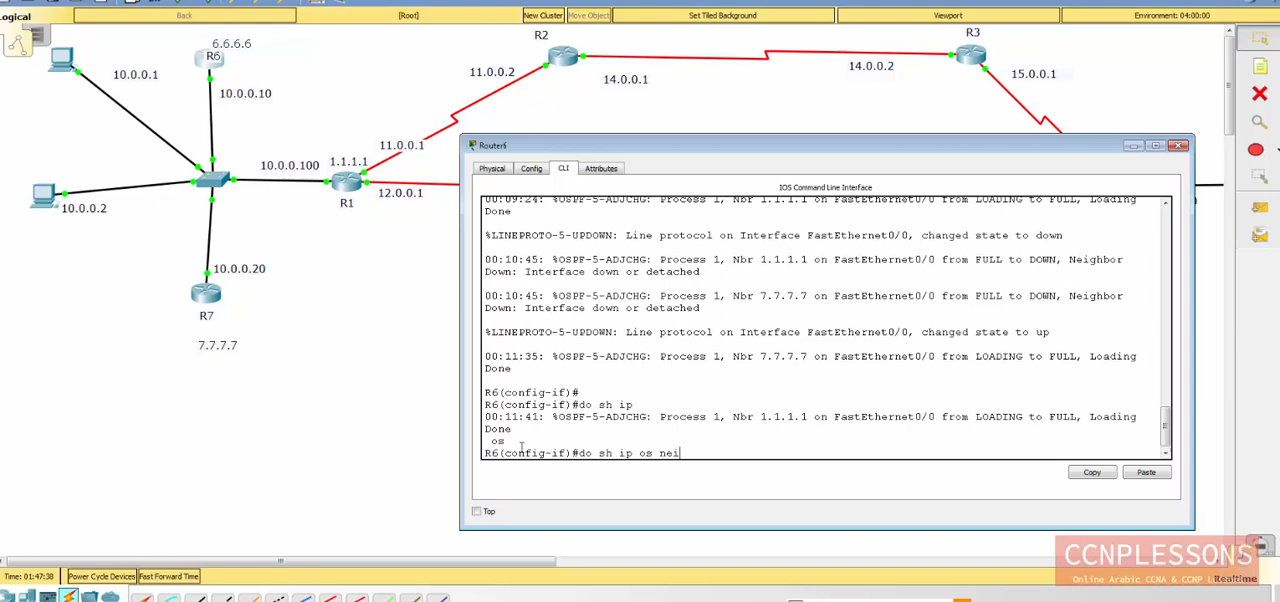 Logical
Back
[Root]
New Cluster
Move Object
Set Tiled Background
Viewport
Environment: 04:00:00
R6
6.6.6.6
10.0.0.1
10.0.0.10
R2
11.0.0.2
14.0.0.1
14.0.0.2
R3
15.0.0.1
10.0.0.2
10.0.0.100
1.1.1.1
11.0.0.1
12.0.0.1
R1
10.0.0.20
R7
7.7.7.7
Router6
Physical
Config
CLI
Attributes
IOS Command Line Interface
00:09:24: %OSPF-5-ADJCHG: Process 1, Nbr 1.1.1.1 on FastEthernet0/0 from LOADING to FULL, Loading
Done
%LINEPROTO-5-UPDOWN: Line protocol on Interface FastEthernet0/0, changed state to down
00:10:45: %OSPF-5-ADJCHG: Process 1, Nbr 1.1.1.1 on FastEthernet0/0 from FULL to DOWN, Neighbor
Down: Interface down or detached
00:10:45: %OSPF-5-ADJCHG: Process 1, Nbr 7.7.7.7 on FastEthernet0/0 from FULL to DOWN, Neighbor
Down: Interface down or detached
%LINEPROTO-5-UPDOWN: Line protocol on Interface FastEthernet0/0, changed state to up
00:11:35: %OSPF-5-ADJCHG: Process 1, Nbr 7.7.7.7 on FastEthernet0/0 from LOADING to FULL, Loading
Done
R6(config-if)#
R6(config-if)#do sh ip
00:11:41: %OSPF-5-ADJCHG: Process 1, Nbr 1.1.1.1 on FastEthernet0/0 from LOADING to FULL, Loading
Done
os
R6(config-if)#do sh ip os nei
Copy
Paste
Top
CCNPLESSONS
Online Arabic CCNA & CCNP
Time: 01:47:38
Power Cycle Devices
Fast Forward Time
Realtime